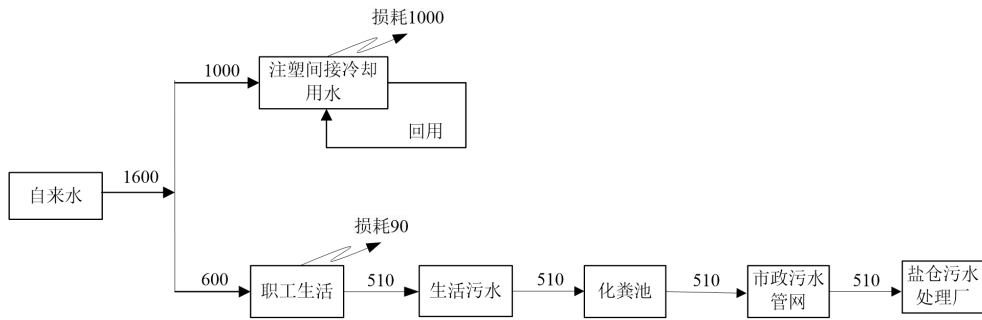 损耗1000
1000
注塑间接冷却
用水
回用
自来水
1600
损耗90
600
职工生活
510
生活污水
510
化粪池
510
市政污水
管网
510
盐仓污水
处理厂